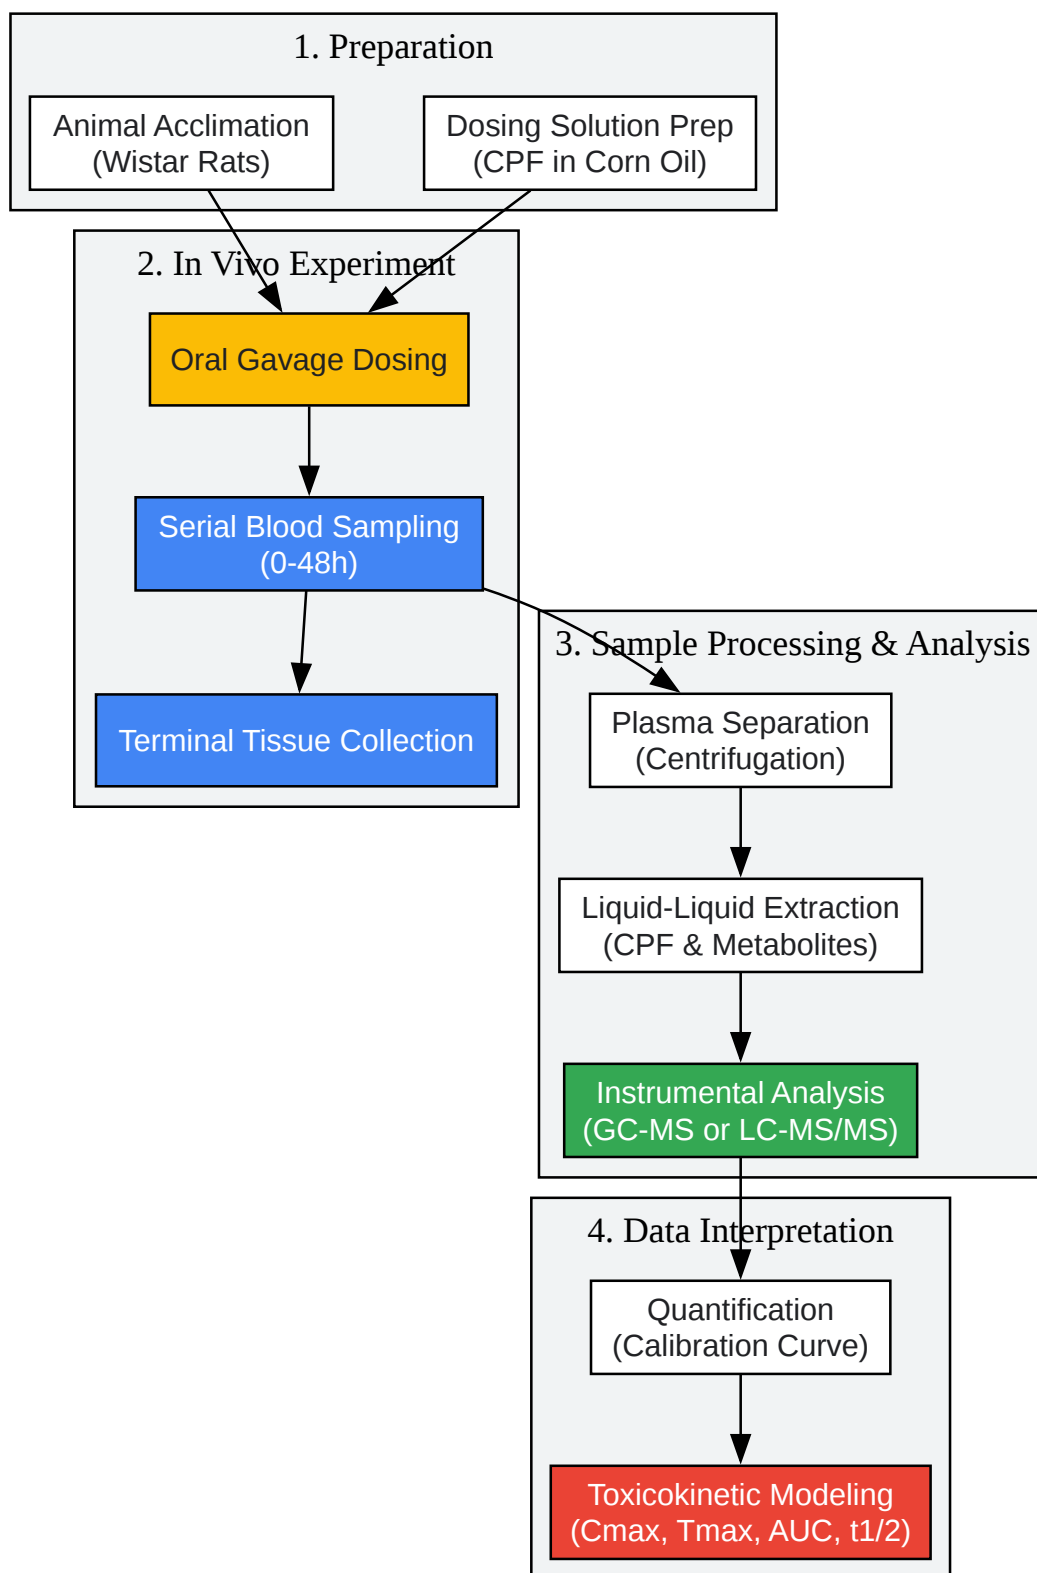 1. Preparation
Animal Acclimation
(Wistar Rats)
Dosing Solution Prep
(CPF in Corn Oil)
2. In Vivo Experiment
Oral Gavage Dosing
Serial Blood Sampling
(0-48h)
Terminal Tissue Collection
3. Sample Processing & Analysis
Plasma Separation
(Centrifugation)
Liquid-Liquid Extraction
(CPF & Metabolites)
Instrumental Analysis
(GC-MS or LC-MS/MS)
4. Data Interpretation
Quantification
(Calibration Curve)
Toxicokinetic Modeling
(Cmax, Tmax, AUC, t1/2)